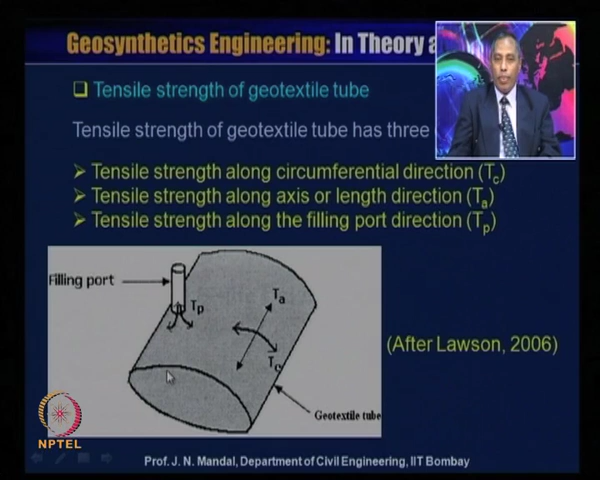 Geosynthetics Engineering: In Theory a
Tensile strength of geotextile tube
Tensile strength of geotextile tube has three
Tensile strength along circumferential direction (Tc)
Tensile strength along axis or length direction (Ta)
Tensile strength along the filling port direction (Tp)
Filling port
Tp
Ta
Tc
Geotextile tube
(After Lawson, 2006)
NPTEL
Prof. J. N. Mandal, Department of Civil Engineering, IIT Bombay